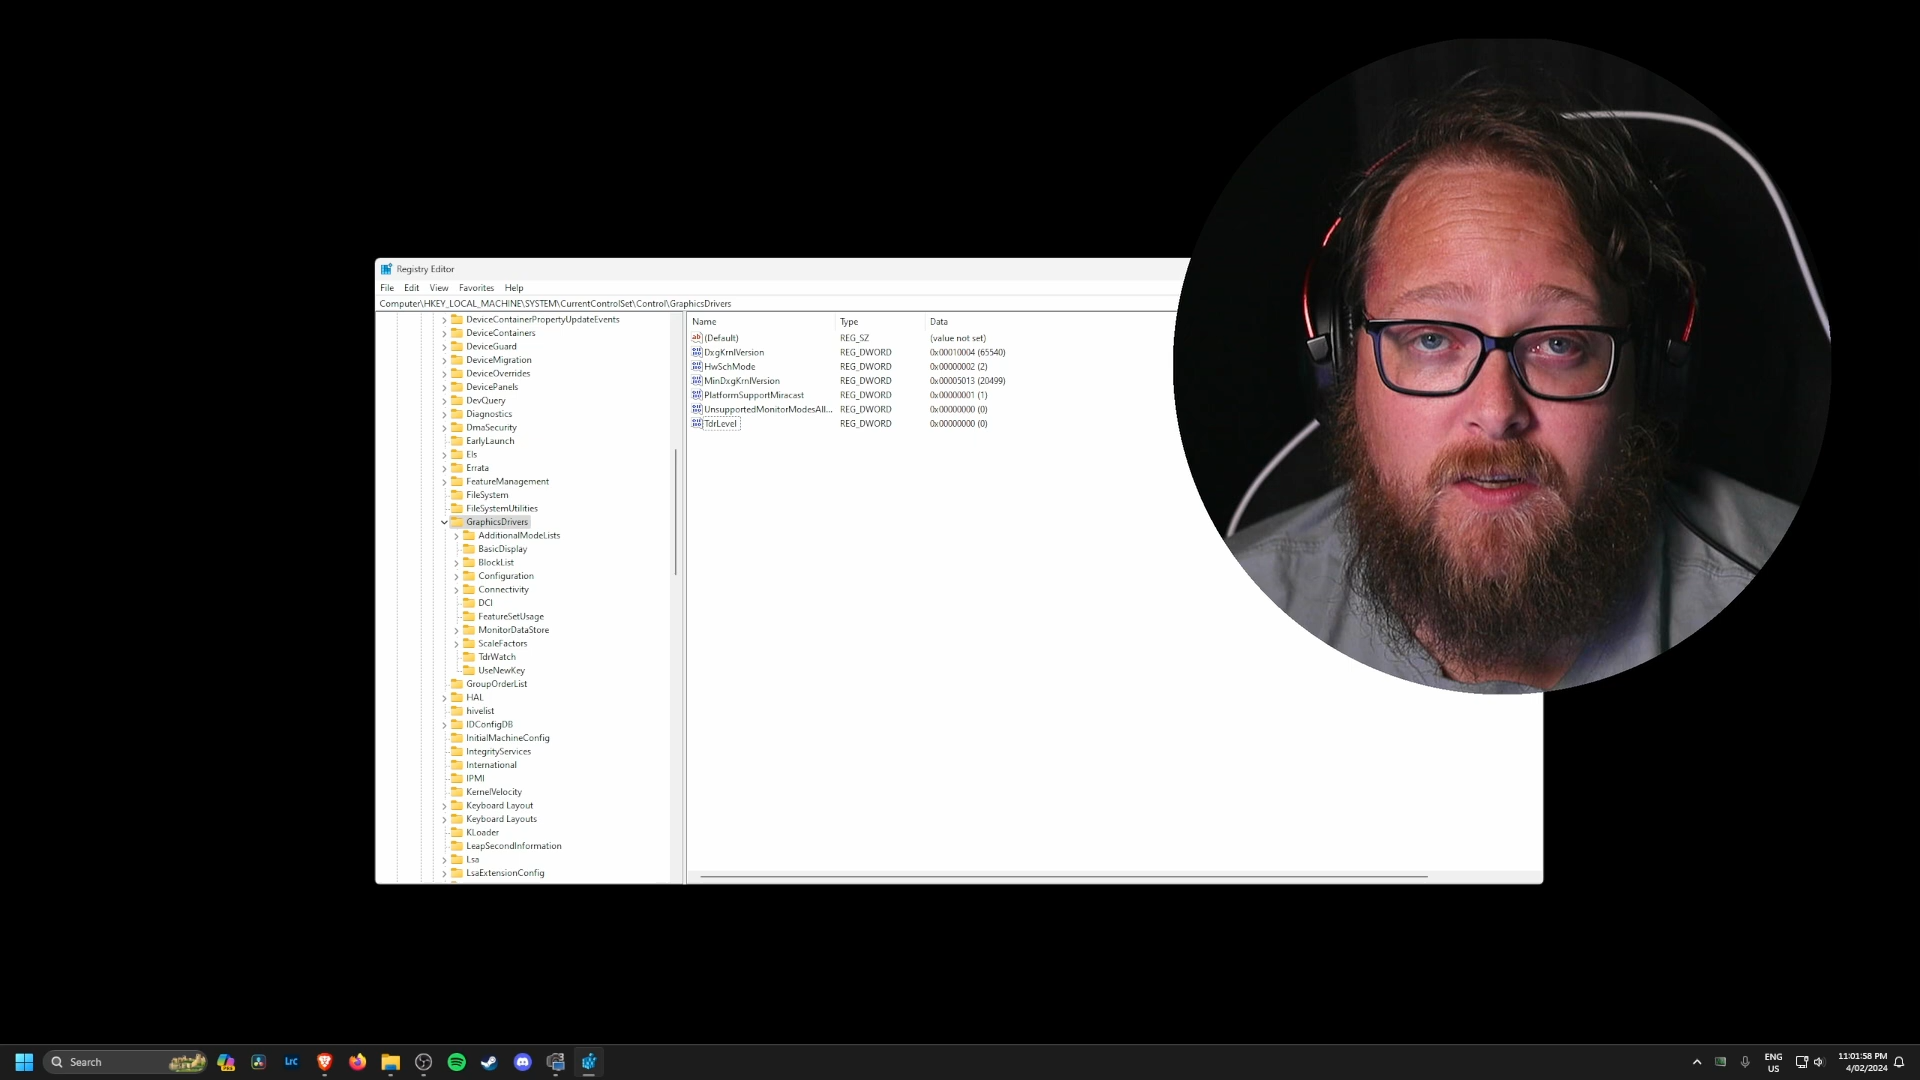 Registry Editor
File Edit View Favorites Help
Computer\HKEY_LOCAL_MACHINE\SYSTEM\CurrentControlSet\Control\GraphicsDrivers
DeviceContainerPropertyUpdateEvents
DeviceContainers
DeviceGuard
DeviceMigration
DeviceOverrides
DevicePanels
DevQuery
Diagnostics
DmaSecurity
EarlyLaunch
Els
Errata
FeatureManagement
FileSystem
FileSystemUtilities
GraphicsDrivers
AdditionalModeLists
BasicDisplay
BlockList
Configuration
Connectivity
DCI
FeatureSetUsage
MonitorDataStore
ScaleFactors
TdrWatch
UseNewKey
GroupOrderList
HAL
hivelist
IDConfigDB
InitialMachineConfig
IntegrityServices
International
IPMI
KernelVelocity
Keyboard Layout
Keyboard Layouts
KLoader
LeapSecondInformation
Lsa
LsaExtensionConfig
Name Type Data
(Default) REG_SZ (value not set)
DxgKrnlVersion REG_DWORD 0x00010004 (65540)
HwSchMode REG_DWORD 0x00000002 (2)
MinDxgKrnlVersion REG_DWORD 0x00005013 (20499)
PlatformSupportMiracast REG_DWORD 0x00000001 (1)
UnsupportedMonitorModesAll... REG_DWORD 0x00000000 (0)
TdrLevel REG_DWORD 0x00000000 (0)
Search
Lrc
ENG
US
11:01:58 PM
4/02/2024